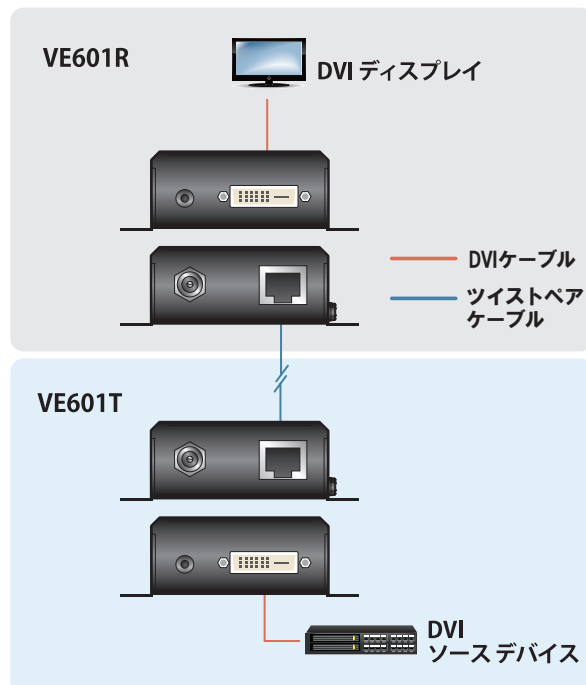 VE601R
DVI ディスプレイ
DVIケーブル
ツイストペア
ケーブル
VE601T
DVI
ソース デバイス